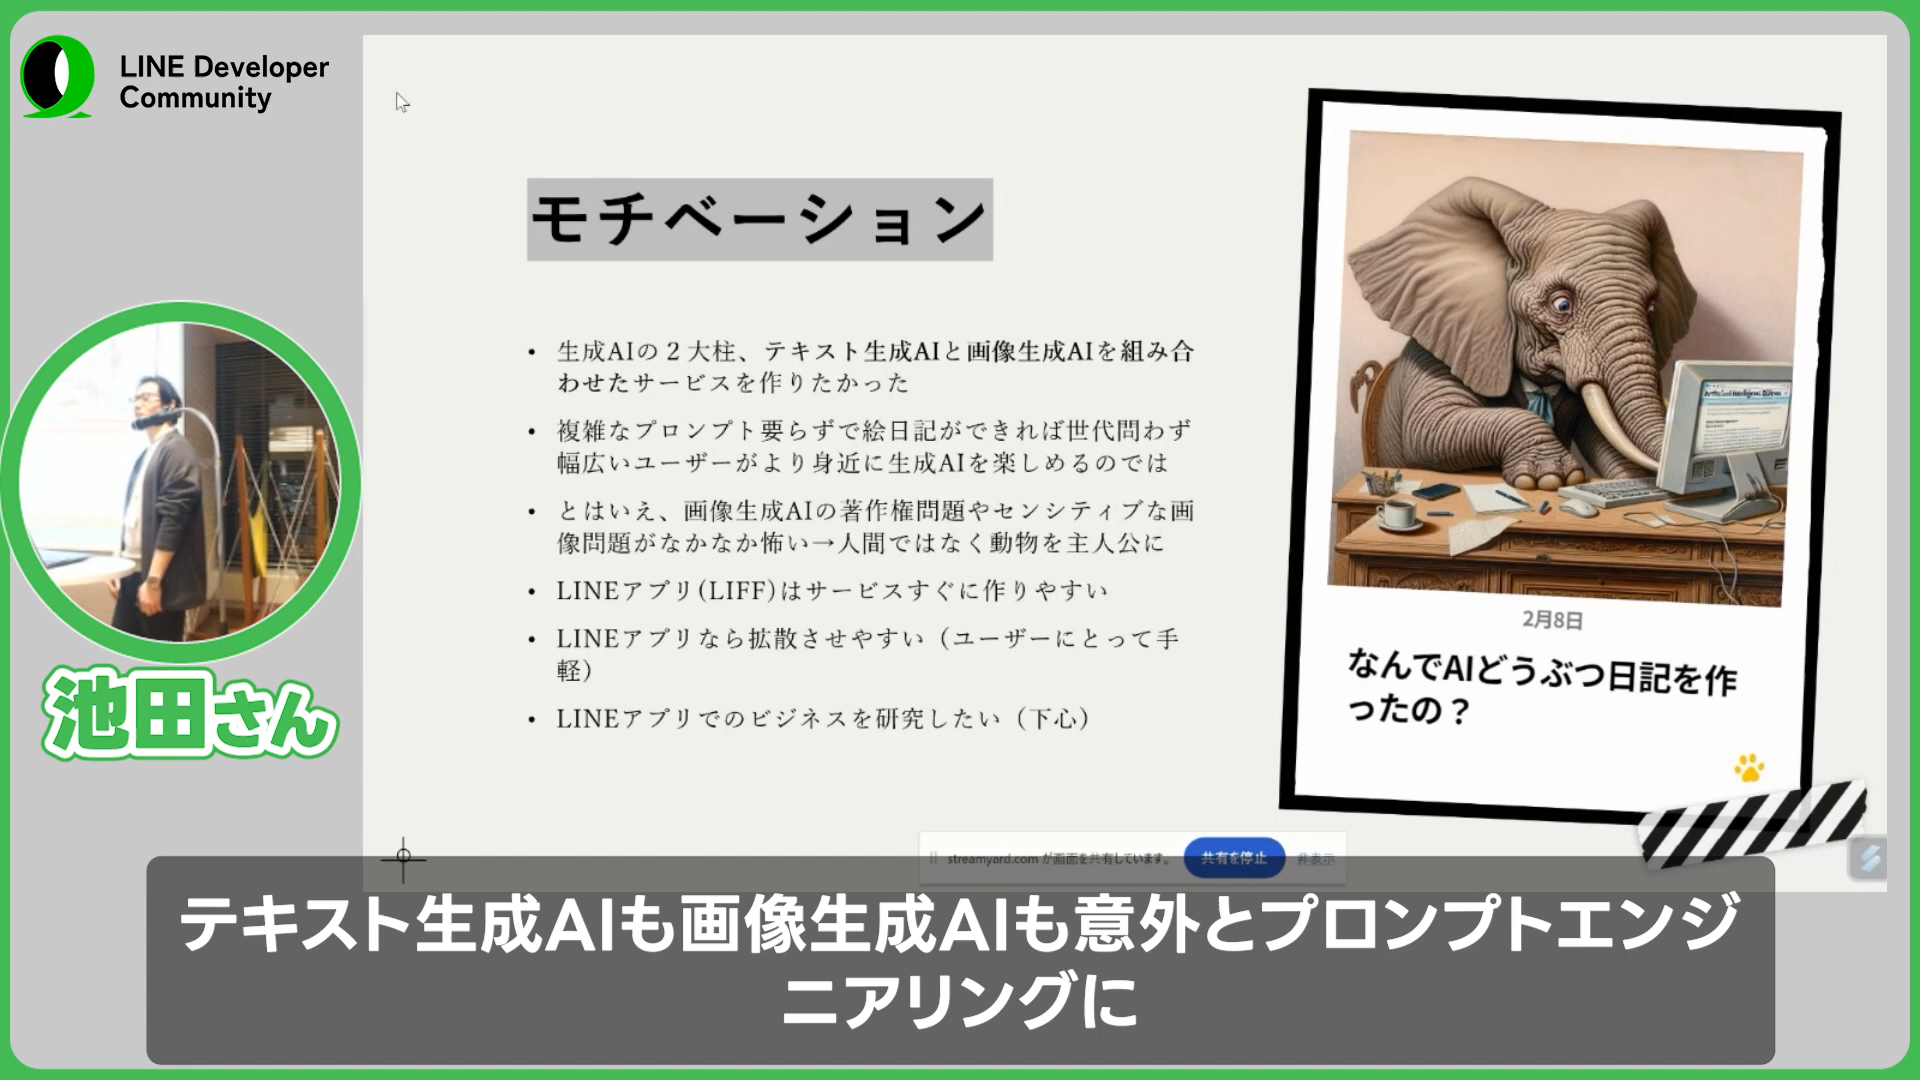 LINE Developer
Community
モチベーション
• 生成AIの２大柱、テキスト生成AIと画像生成AIを組み合
わせたサービスを作りたかった
• 複雑なプロンプト要らずで絵日記ができれば世代問わず
幅広いユーザーがより身近に生成AIを楽しめるのでは
• とはいえ、画像生成AIの著作権問題やセンシティブな画
像問題がなかなか怖い→人間ではなく動物を主人公に
• LINEアプリ(LIFF)はサービスすぐに作りやすい
• LINEアプリなら拡散させやすい（ユーザーにとって手
軽）
• LINEアプリでのビジネスを研究したい（下心）
2月8日
なんでAIどうぶつ日記を作
ったの？
池田さん
streamyard.com が画面を共有しています。
共有を停止
非表示
テキスト生成AIも画像生成AIも意外とプロンプトエンジ
ニアリングに